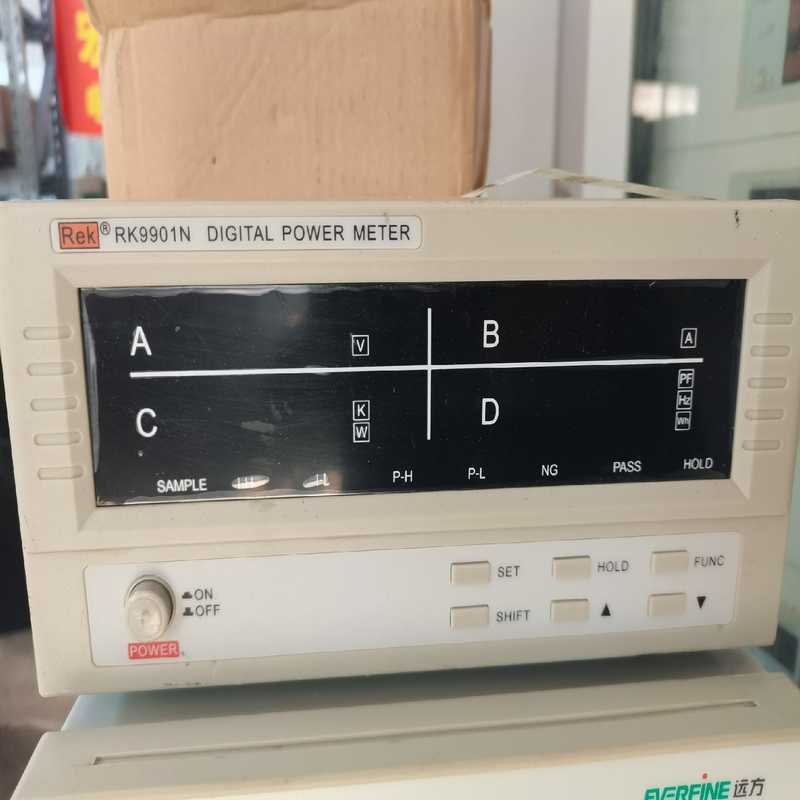 Rek® RK9901N DIGITAL POWER METER
A V B A
C K W D PF Hz Wh
SAMPLE I-H I-L P-H P-L NG PASS HOLD
ON
OFF
POWER
SET HOLD FUNC
SHIFT ▲ ▼
EVERFINE 远方